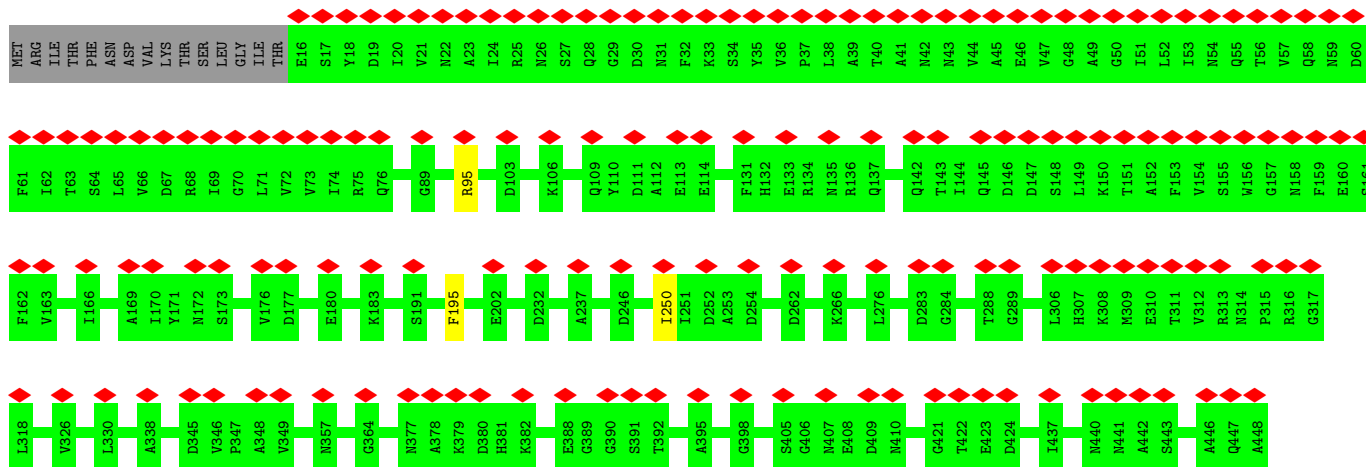 MET ARG ILE THR PHE ASN ASP VAL LYS THR SER LEU GLY ILE THR E16 S17 Y18 D19 I20 V21 N22 A23 I24 R25 N26 S27 Q28 G29 D30 N31 F32 K33 S34 Y35 V36 P37 L38 A39 T40 A41 N42 N43 V44 A45 E46 V47 G48 A49 G50 I51 L52 I53 N54 Q55 T56 V57 Q58 N59 D60
F61 I62 T63 S64 L65 V66 D67 R68 I69 G70 L71 V72 V73 I74 R75 Q76 G89 R95 D103 K106 Q109 Y110 D111 A112 E113 E114 F131 H132 E133 R134 N135 R136 Q137 Q142 T143 I144 Q145 D146 D147 S148 L149 K150 T151 A152 F153 V154 S155 W156 G157 N158 F159 E160 S161
F162 V163 I166 A169 I170 Y171 N172 S173 V176 D177 E180 K183 S191 F195 E202 D232 A237 D246 I250 I251 D252 A253 D254 D262 K266 L276 D283 G284 T288 G289 L306 H307 K308 M309 E310 T311 V312 R313 N314 P315 R316 G317
L318 V326 L330 A338 D345 V346 P347 A348 V349 N357 G364 N377 A378 K379 D380 H381 K382 E388 G389 G390 S391 T392 A395 G398 S405 G406 N407 E408 D409 N410 G421 T422 E423 D424 I437 N440 N441 A442 S443 A446 Q447 A448